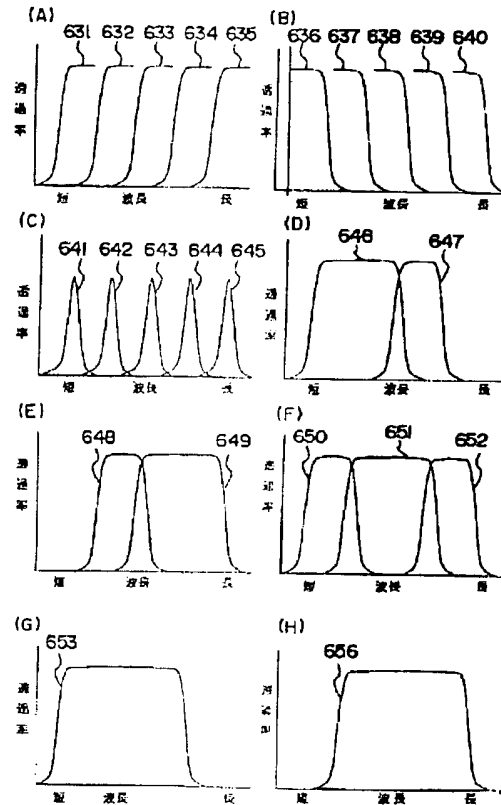 (A)
631 632 633 634 635
透過率
短 波長 長
(B)
636 637 638 639 640
透過率
短 波長 長
(C)
641 642 643 644 645
透過率
短 波長 長
(D)
646 647
透過率
短 波長 長
(E)
648 649
透過率
短 波長 長
(F)
650 651 652
透過率
短 波長 長
(G)
653
透過率
短 波長 長
(H)
656
短 波長 長